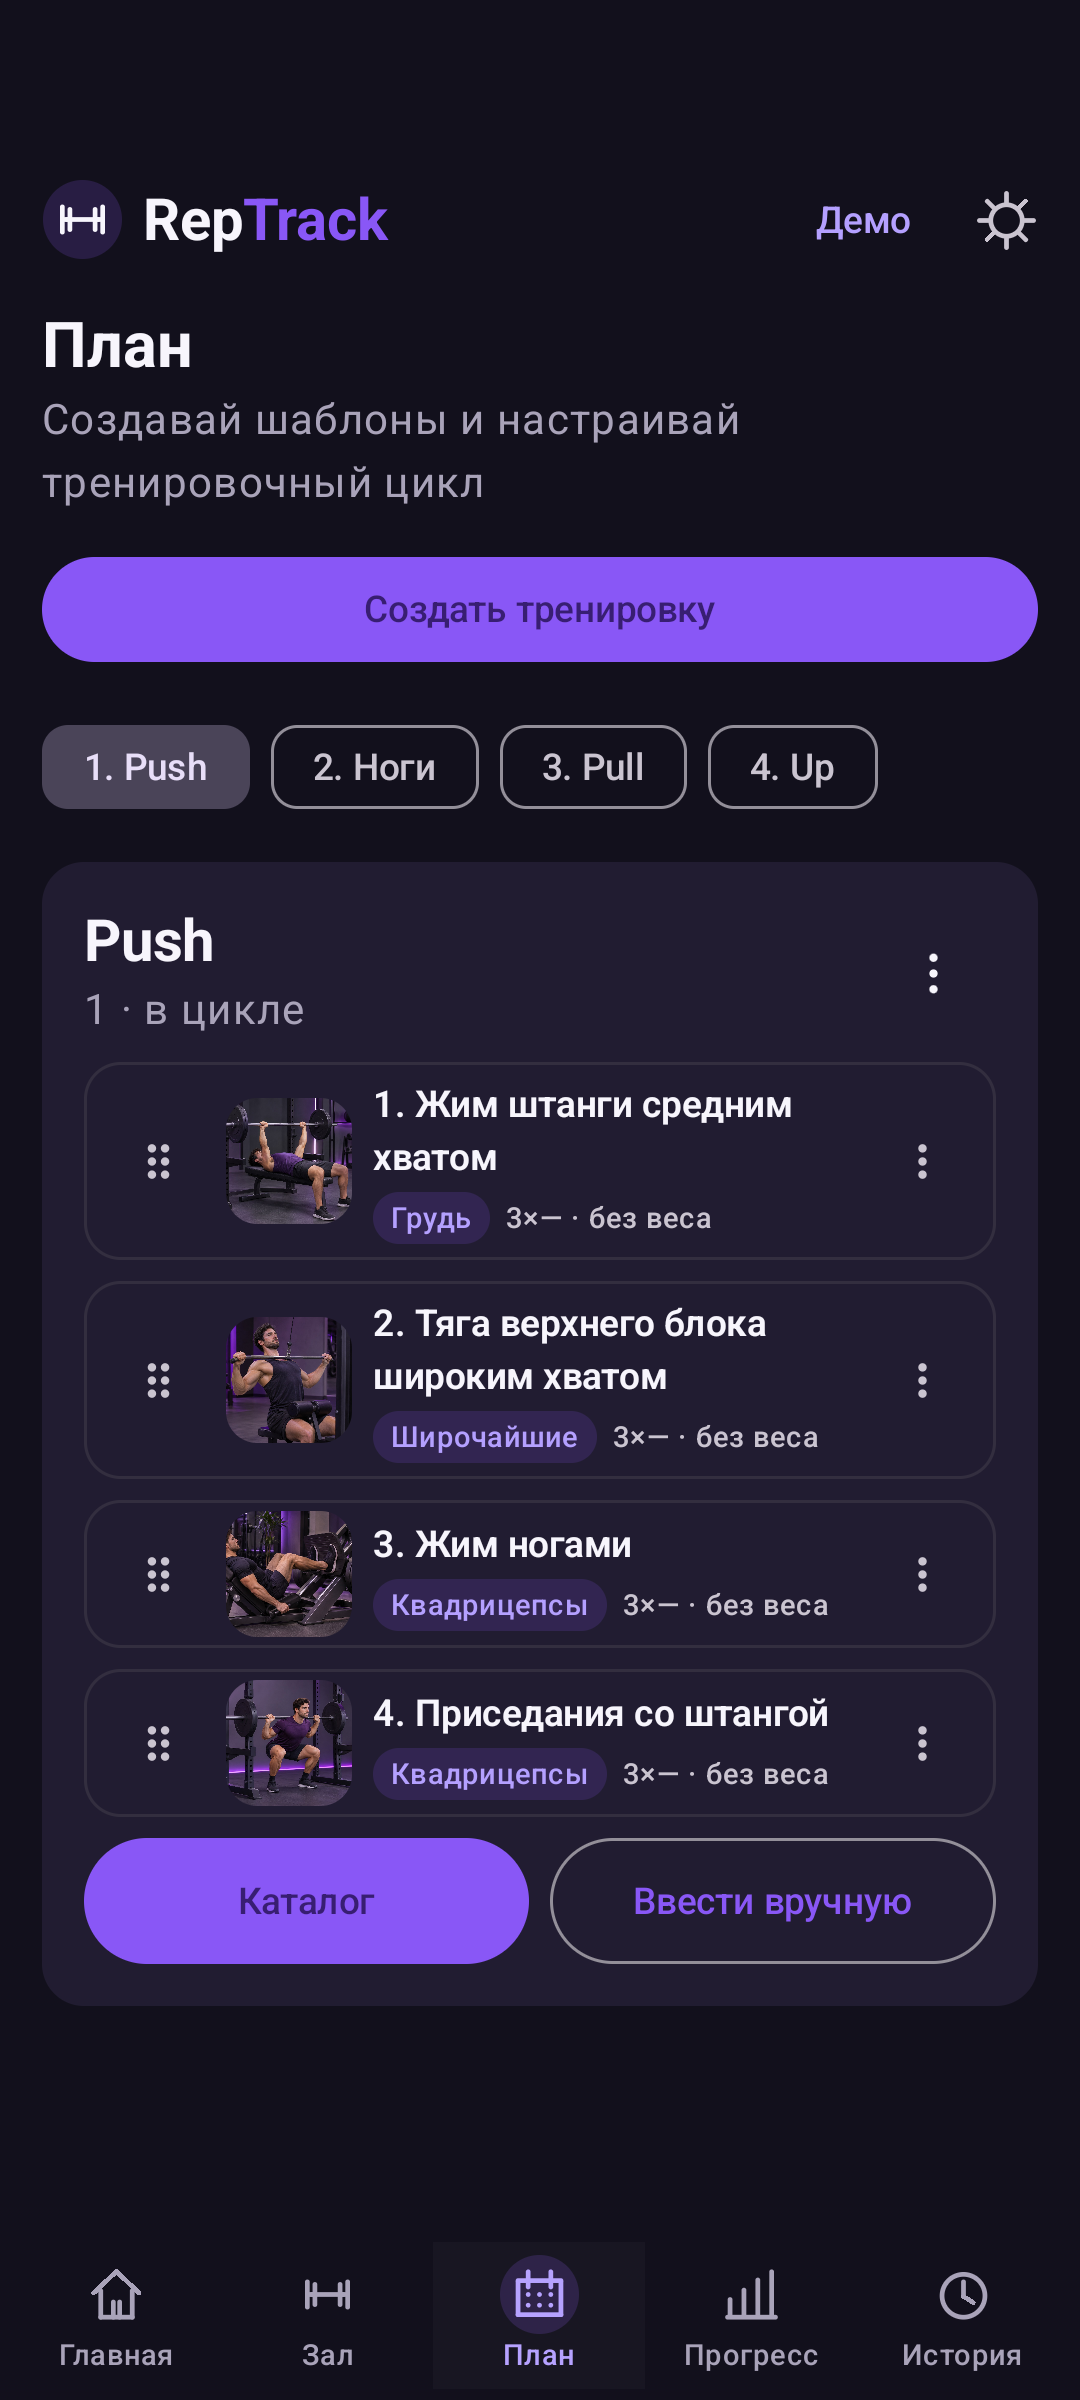 RepTrack
Демо
План
Создавай шаблоны и настраивай
тренировочный цикл
Создать тренировку
1. Push
2. Ноги
3. Pull
4. Up
Push
1 · в цикле
1. Жим штанги средним
хватом
Грудь 3×— · без веса
2. Тяга верхнего блока
широким хватом
Широчайшие 3×— · без веса
3. Жим ногами
Квадрицепсы 3×— · без веса
4. Приседания со штангой
Квадрицепсы 3×— · без веса
Каталог
Ввести вручную
Главная
Зал
План
Прогресс
История